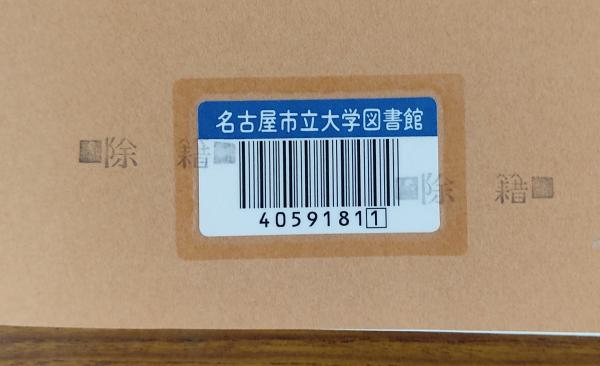 名古屋市立大学図書館
40591811
除 籍
除 籍